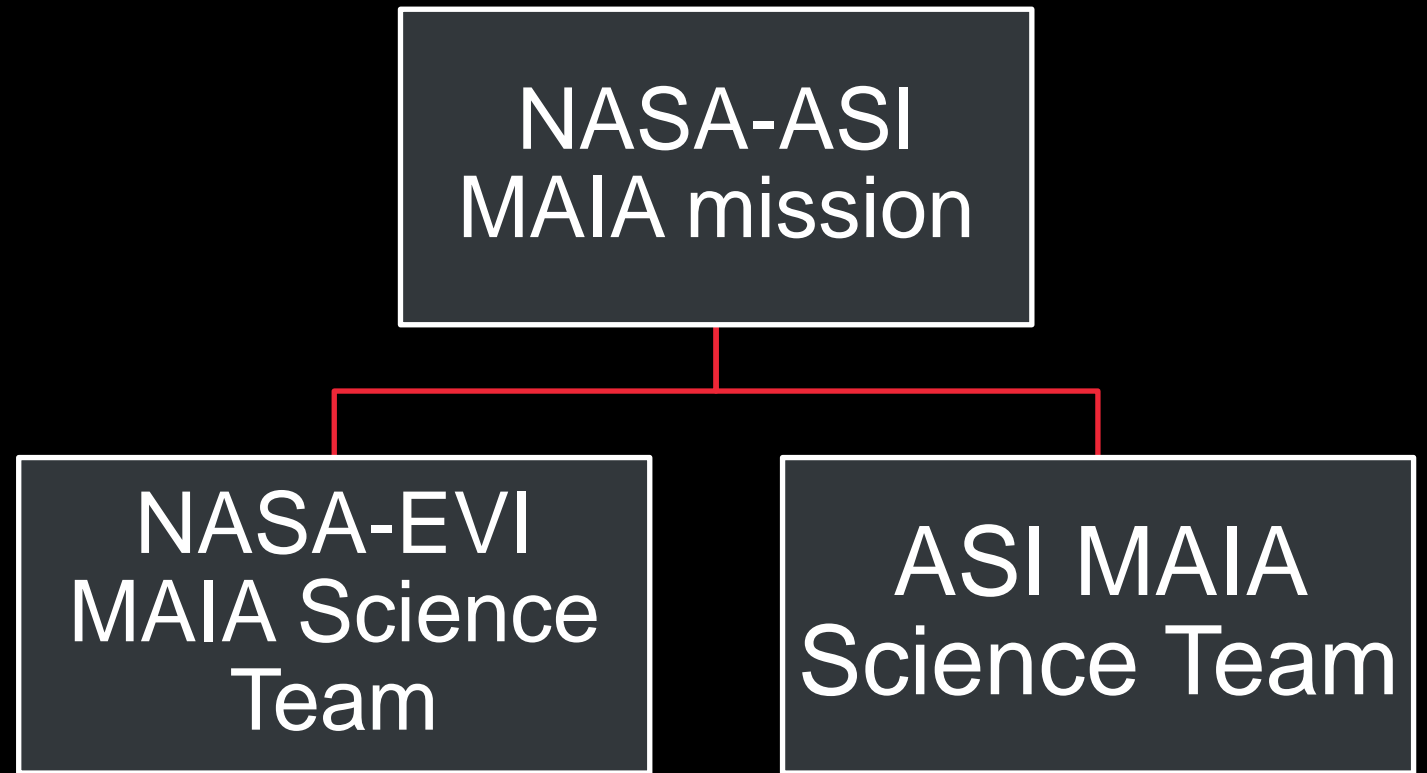 NASA-ASI
MAIA mission
NASA-EVI
MAIA Science
Team
ASI MAIA
Science Team